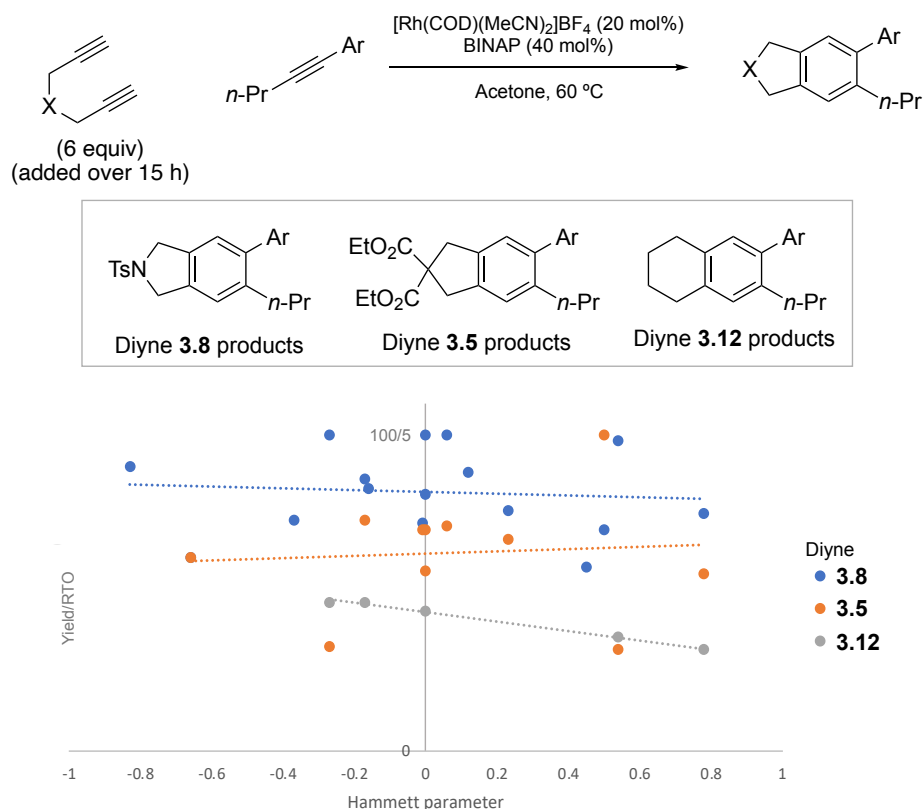 [Rh(COD)(MeCN)2]BF4 (20 mol%)
BINAP (40 mol%)
Acetone, 60 ºC
X
(6 equiv)
(added over 15 h)
n-Pr
Ar
X
Ar
n-Pr
TsN
Ar
n-Pr
Diyne 3.8 products
EtO2C
EtO2C
Ar
n-Pr
Diyne 3.5 products
Ar
n-Pr
Diyne 3.12 products
100/5
Yield/RTO
0
-1 -0.8 -0.6 -0.4 -0.2 0 0.2 0.4 0.6 0.8 1
Hammett parameter
Diyne
3.8
3.5
3.12